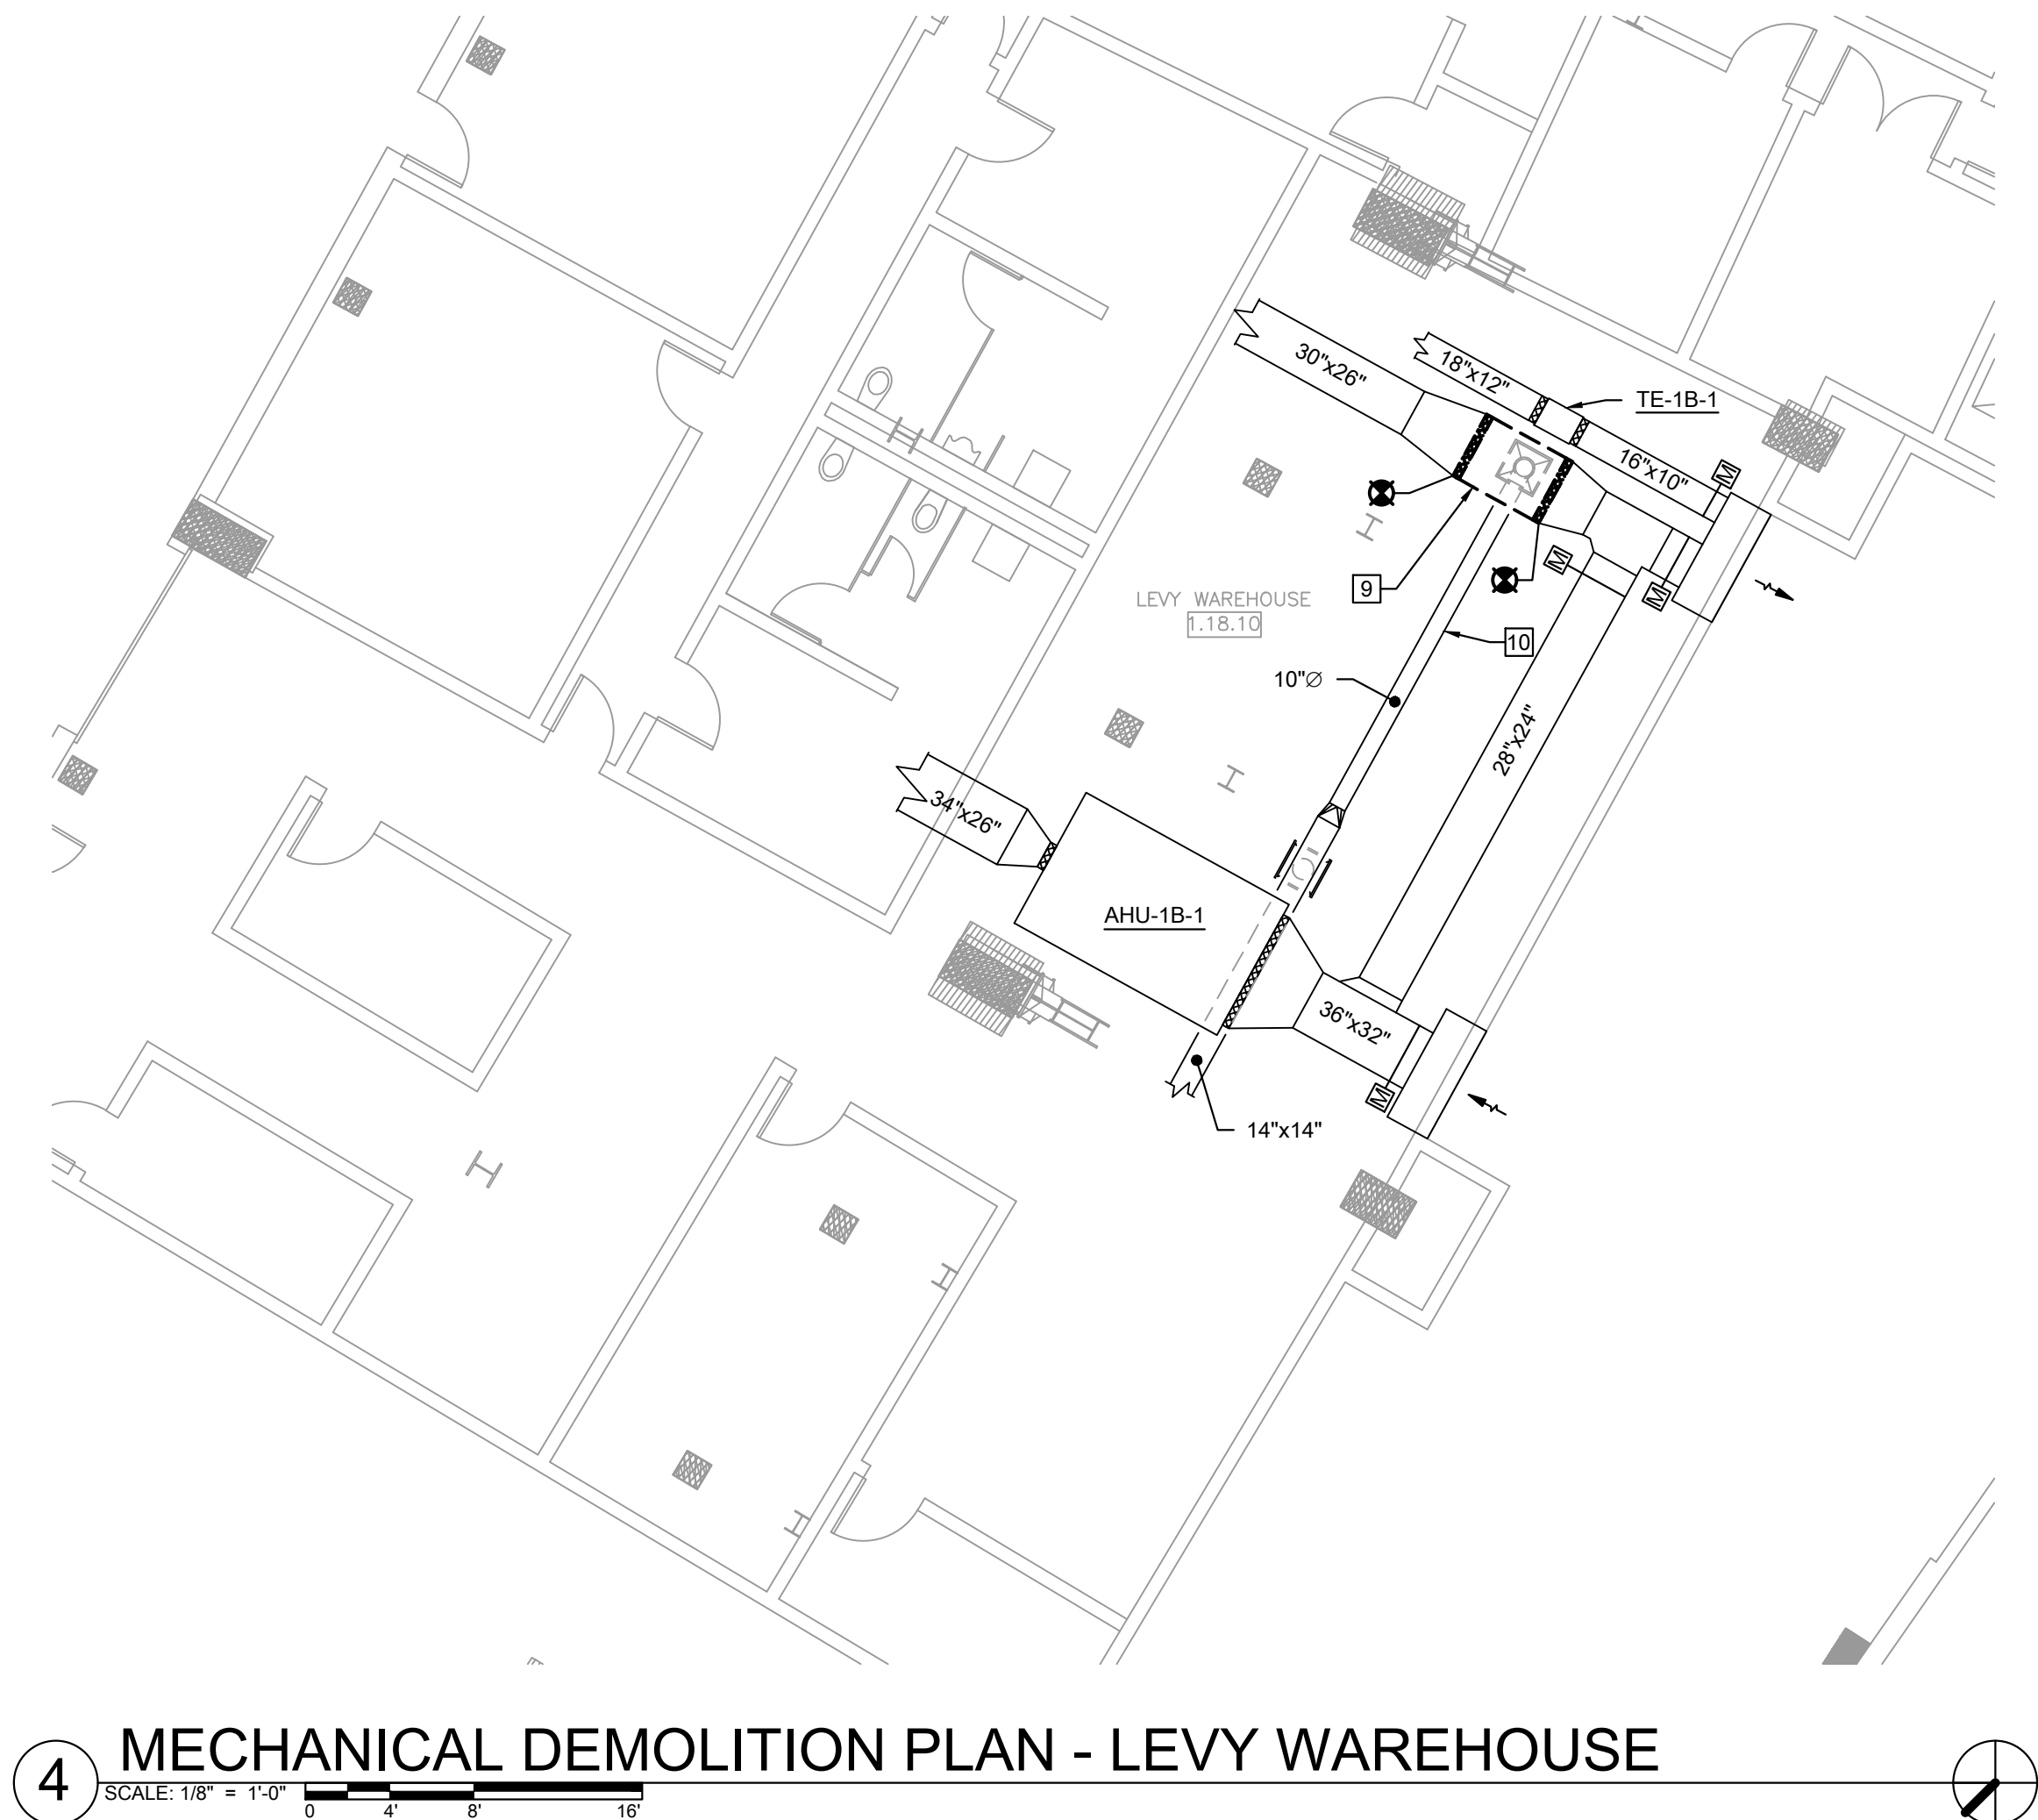 30"x26"
18"x12"
TE-1B-1
16"x10"
M
M
M
9
LEVY WAREHOUSE
1.18.10
10
10"Ø
28"x24"
34"x26"
AHU-1B-1
36"x32"
M
14"x14"
4
MECHANICAL DEMOLITION PLAN - LEVY WAREHOUSE
SCALE: 1/8" = 1'-0"
0 4' 8' 16'